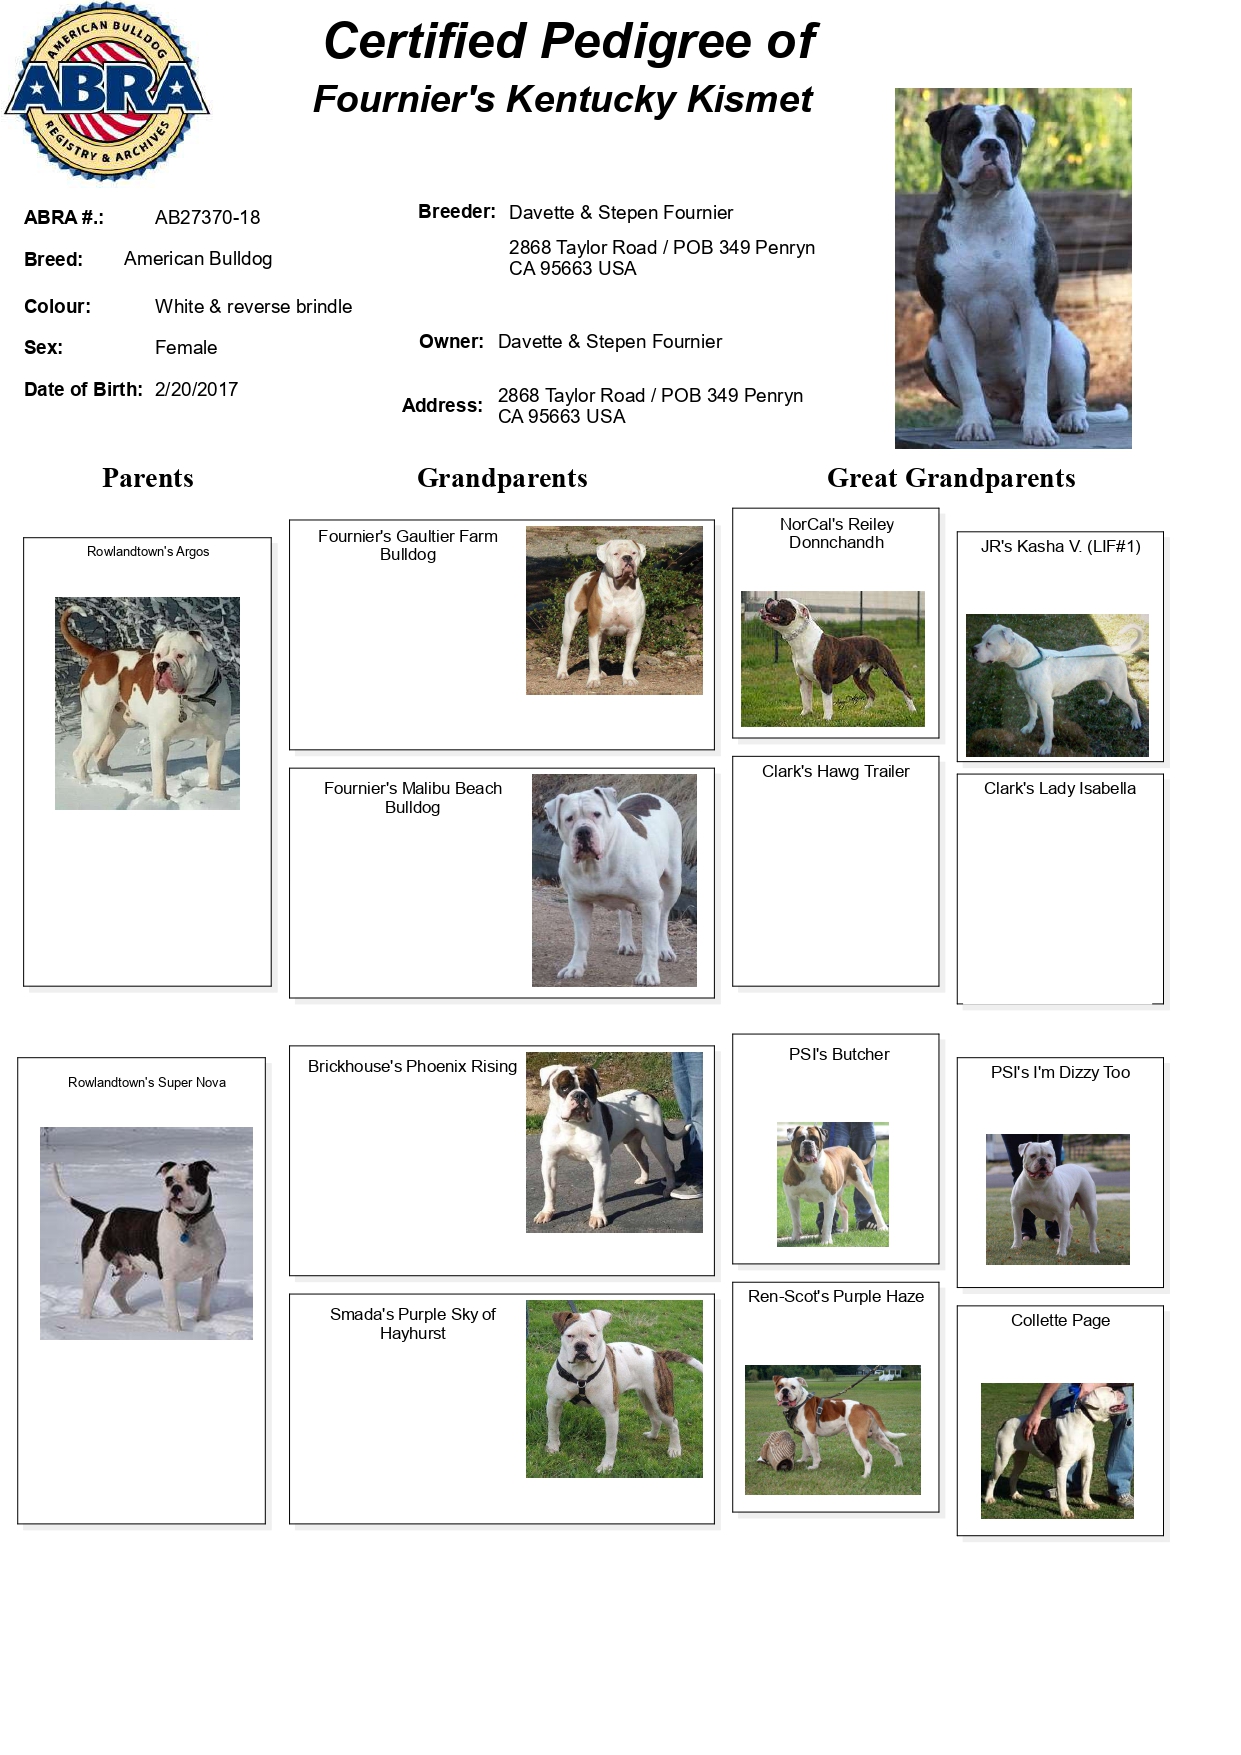 AMERICAN BULLDOG
ABRA
REGISTRY & ARCHIVES
Certified Pedigree of
Fournier's Kentucky Kismet
ABRA #.: AB27370-18
Breed: American Bulldog
Colour: White & reverse brindle
Sex: Female
Date of Birth: 2/20/2017
Breeder: Davette & Stepen Fournier
2868 Taylor Road / POB 349 Penryn
CA 95663 USA
Owner: Davette & Stepen Fournier
Address: 2868 Taylor Road / POB 349 Penryn
CA 95663 USA
Parents
Grandparents
Great Grandparents
Rowlandtown's Argos
Fournier's Gaultier Farm
Bulldog
NorCal's Reiley
Donnchandh
JR's Kasha V. (LIF#1)
Fournier's Malibu Beach
Bulldog
Clark's Hawg Trailer
Clark's Lady Isabella
Rowlandtown's Super Nova
Brickhouse's Phoenix Rising
PSI's Butcher
PSI's I'm Dizzy Too
Smada's Purple Sky of
Hayhurst
Ren-Scot's Purple Haze
Collette Page